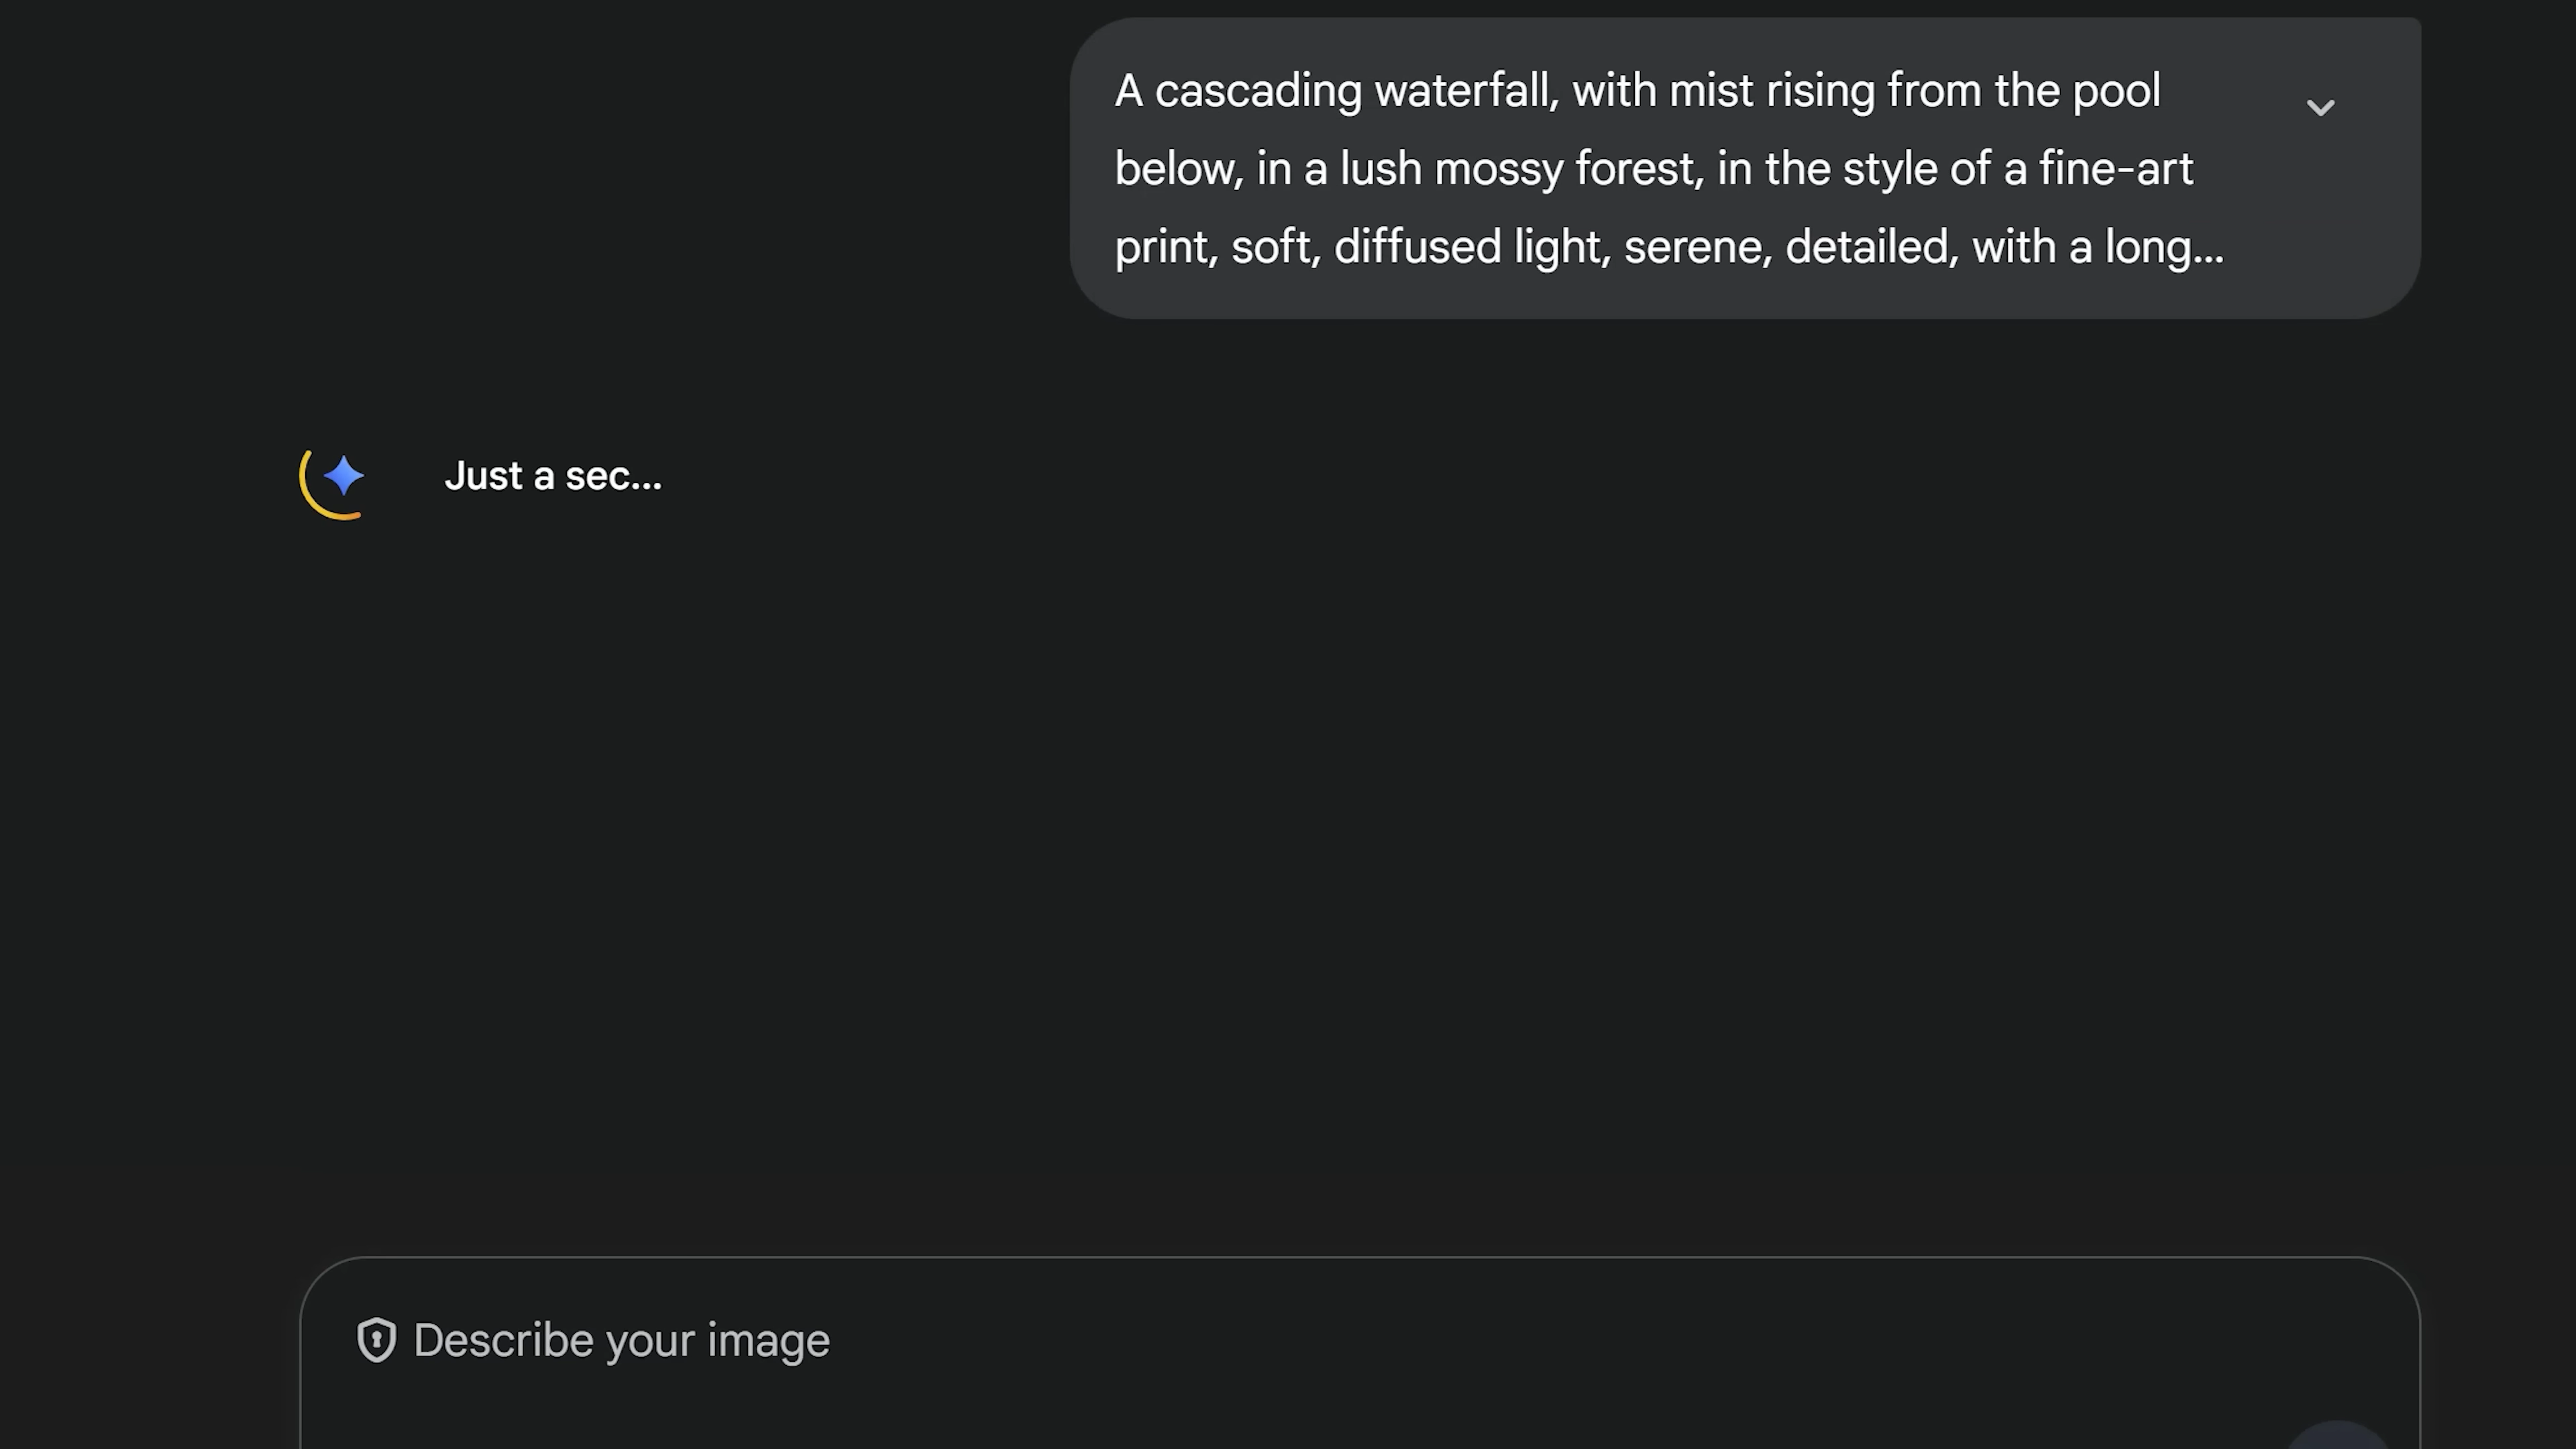 A cascading waterfall, with mist rising from the pool
below, in a lush mossy forest, in the style of a fine-art
print, soft, diffused light, serene, detailed, with a long...
Just a sec...
Describe your image